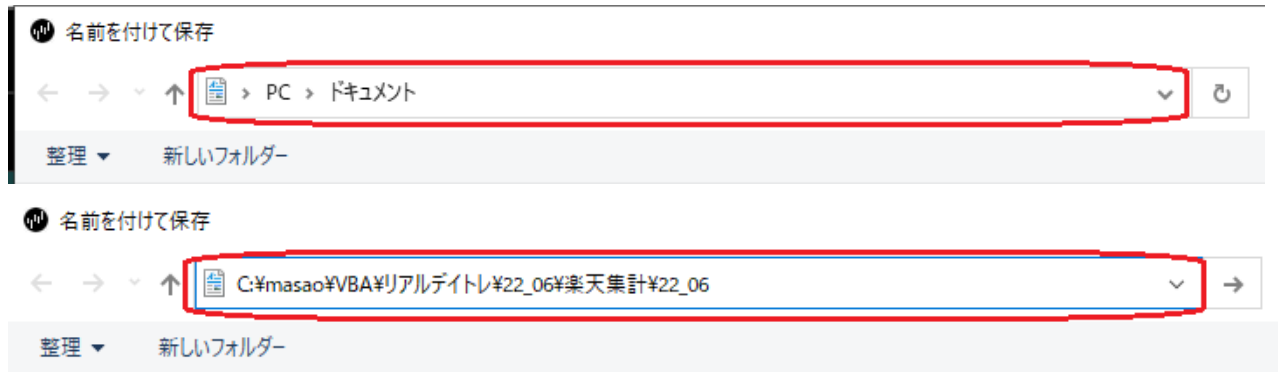 名前を付けて保存
PC › ドキュメント
整理 新しいフォルダー
名前を付けて保存
C:¥masao¥VBA¥リアルデイトレ¥22_06¥楽天集計¥22_06
整理 新しいフォルダー